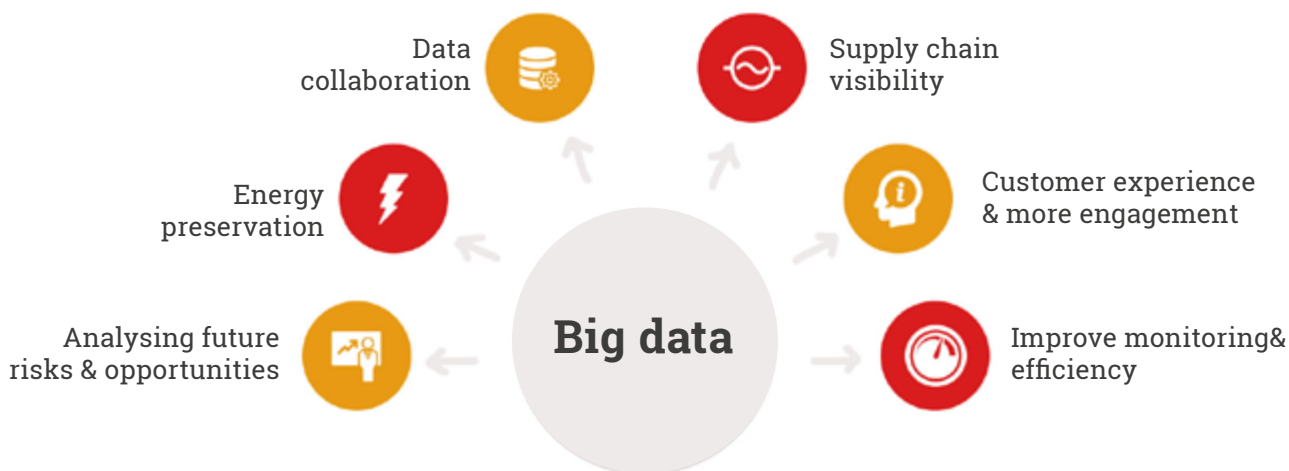 Data
collaboration
Supply chain
visibility
Energy
preservation
Customer experience
& more engagement
Big data
Analysing future
risks & opportunities
Improve monitoring&
efficiency